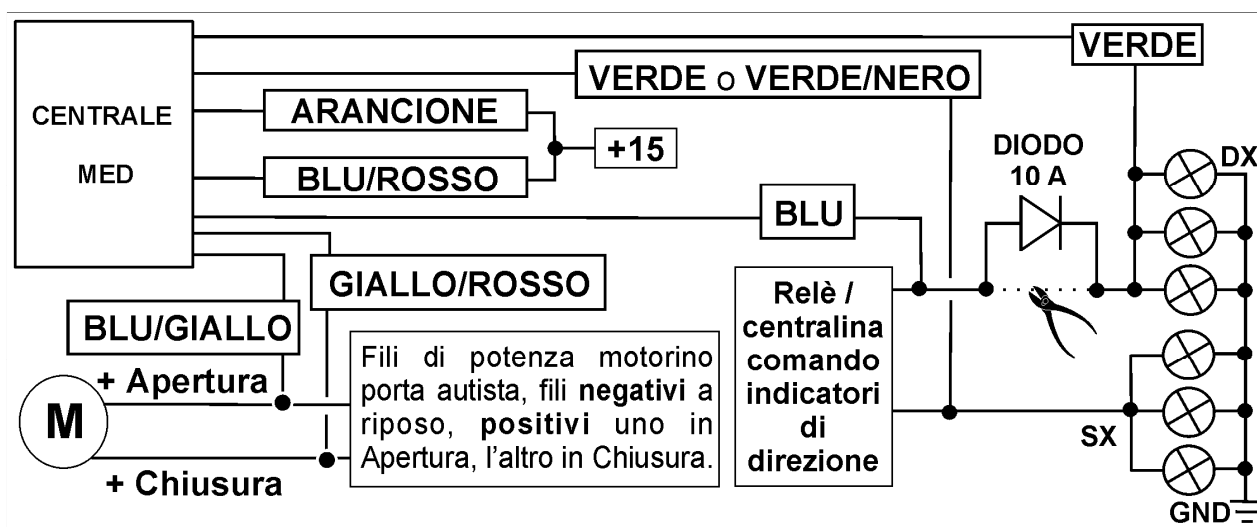 VERDE
CENTRALE
MED
VERDE o VERDE/NERO
ARANCIONE
+15
BLU/ROSSO
DIODO
10 A
DX
BLU
GIALLO/ROSSO
BLU/GIALLO
Relè /
centralina
comando
indicatori
di
direzione
Fili di potenza motorino
porta autista, fili negativi a
riposo, positivi uno in
Apertura, l'altro in Chiusura.
+ Apertura
M
+ Chiusura
SX
GND